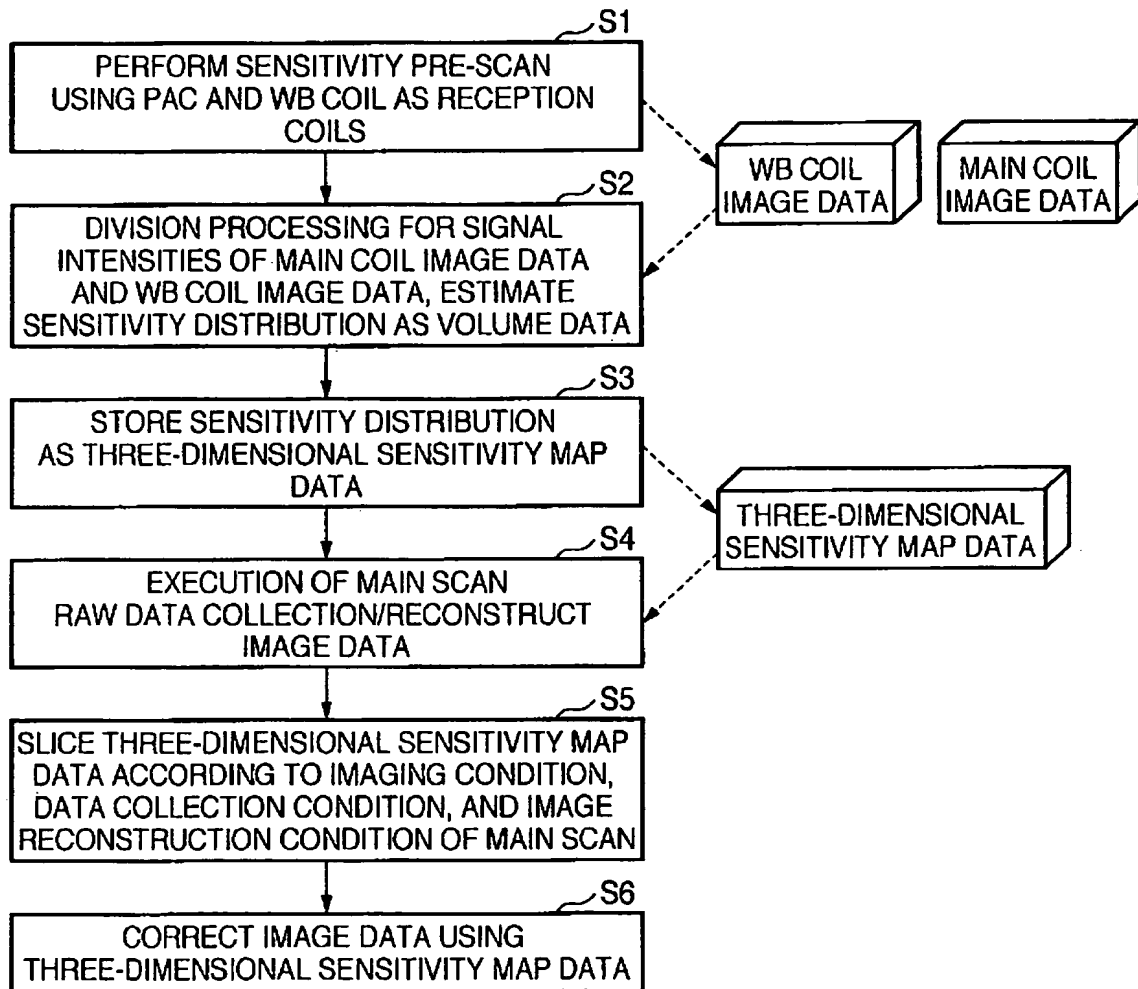 S1
PERFORM SENSITIVITY PRE-SCAN
USING PAC AND WB COIL AS RECEPTION
COILS
WB COIL
IMAGE DATA
MAIN COIL
IMAGE DATA
S2
DIVISION PROCESSING FOR SIGNAL
INTENSITIES OF MAIN COIL IMAGE DATA
AND WB COIL IMAGE DATA, ESTIMATE
SENSITIVITY DISTRIBUTION AS VOLUME DATA
S3
STORE SENSITIVITY DISTRIBUTION
AS THREE-DIMENSIONAL SENSITIVITY MAP
DATA
THREE-DIMENSIONAL
SENSITIVITY MAP DATA
S4
EXECUTION OF MAIN SCAN
RAW DATA COLLECTION/RECONSTRUCT
IMAGE DATA
S5
SLICE THREE-DIMENSIONAL SENSITIVITY MAP
DATA ACCORDING TO IMAGING CONDITION,
DATA COLLECTION CONDITION, AND IMAGE
RECONSTRUCTION CONDITION OF MAIN SCAN
S6
CORRECT IMAGE DATA USING
THREE-DIMENSIONAL SENSITIVITY MAP DATA